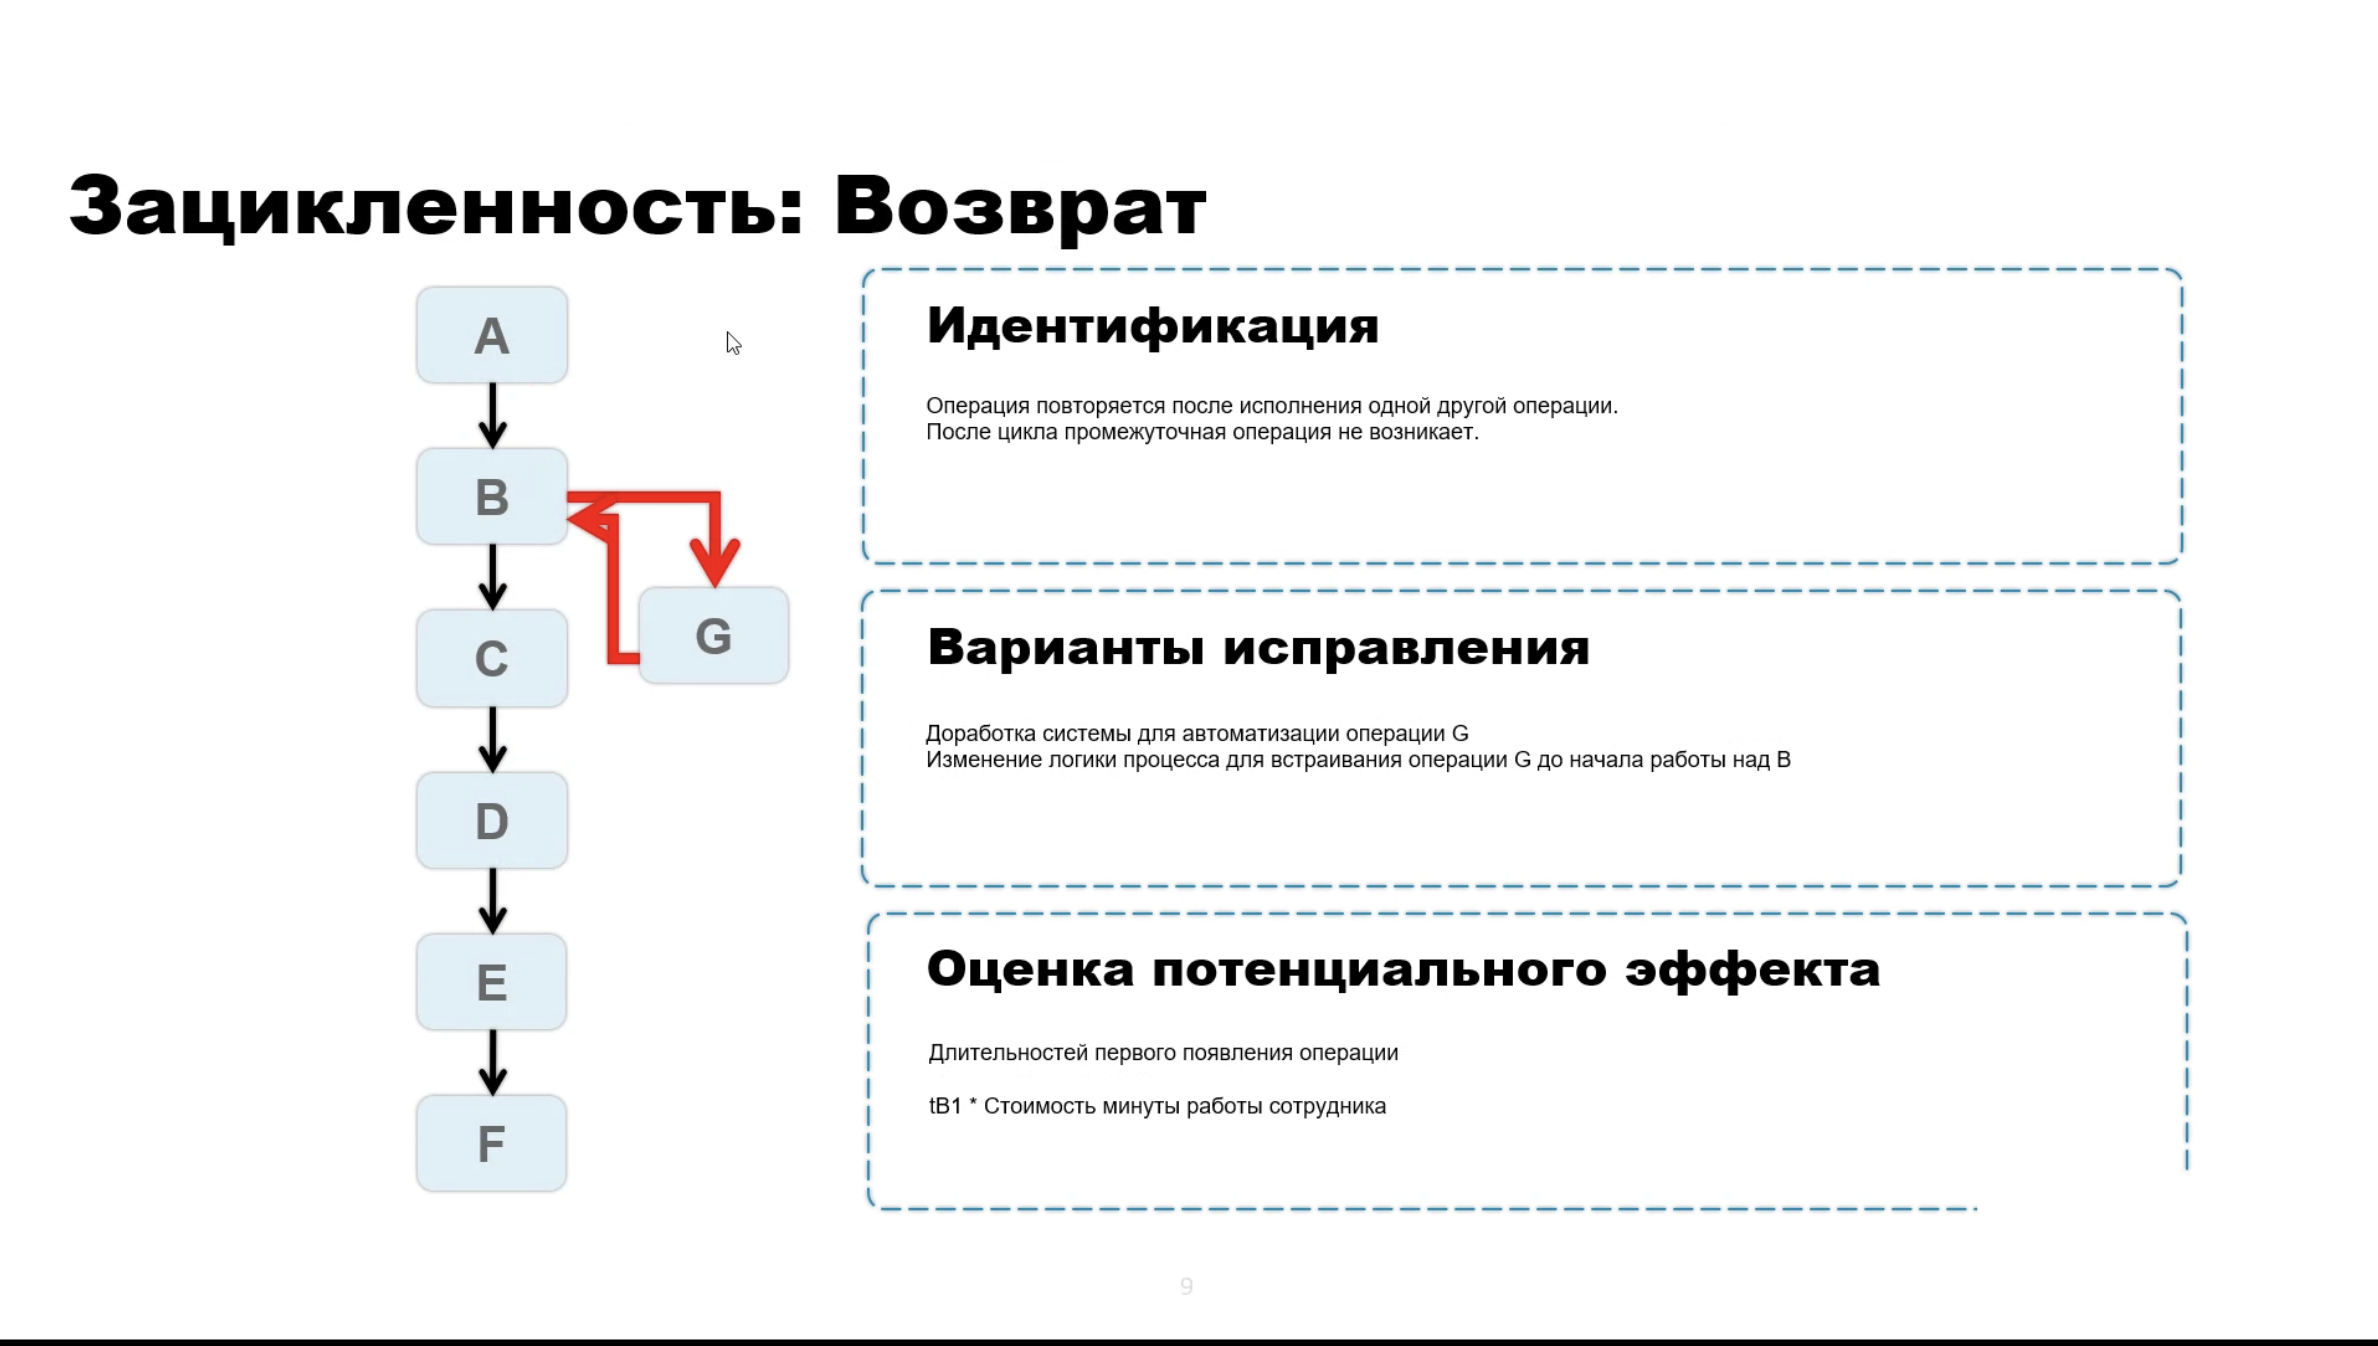 Зацикленность: Возврат
A
B
C
G
D
E
F
Идентификация
Операция повторяется после исполнения одной другой операции.
После цикла промежуточная операция не возникает.
Варианты исправления
Доработка системы для автоматизации операции G
Изменение логики процесса для встраивания операции G до начала работы над B
Оценка потенциального эффекта
Длительностей первого появления операции
tB1 * Стоимость минуты работы сотрудника
9